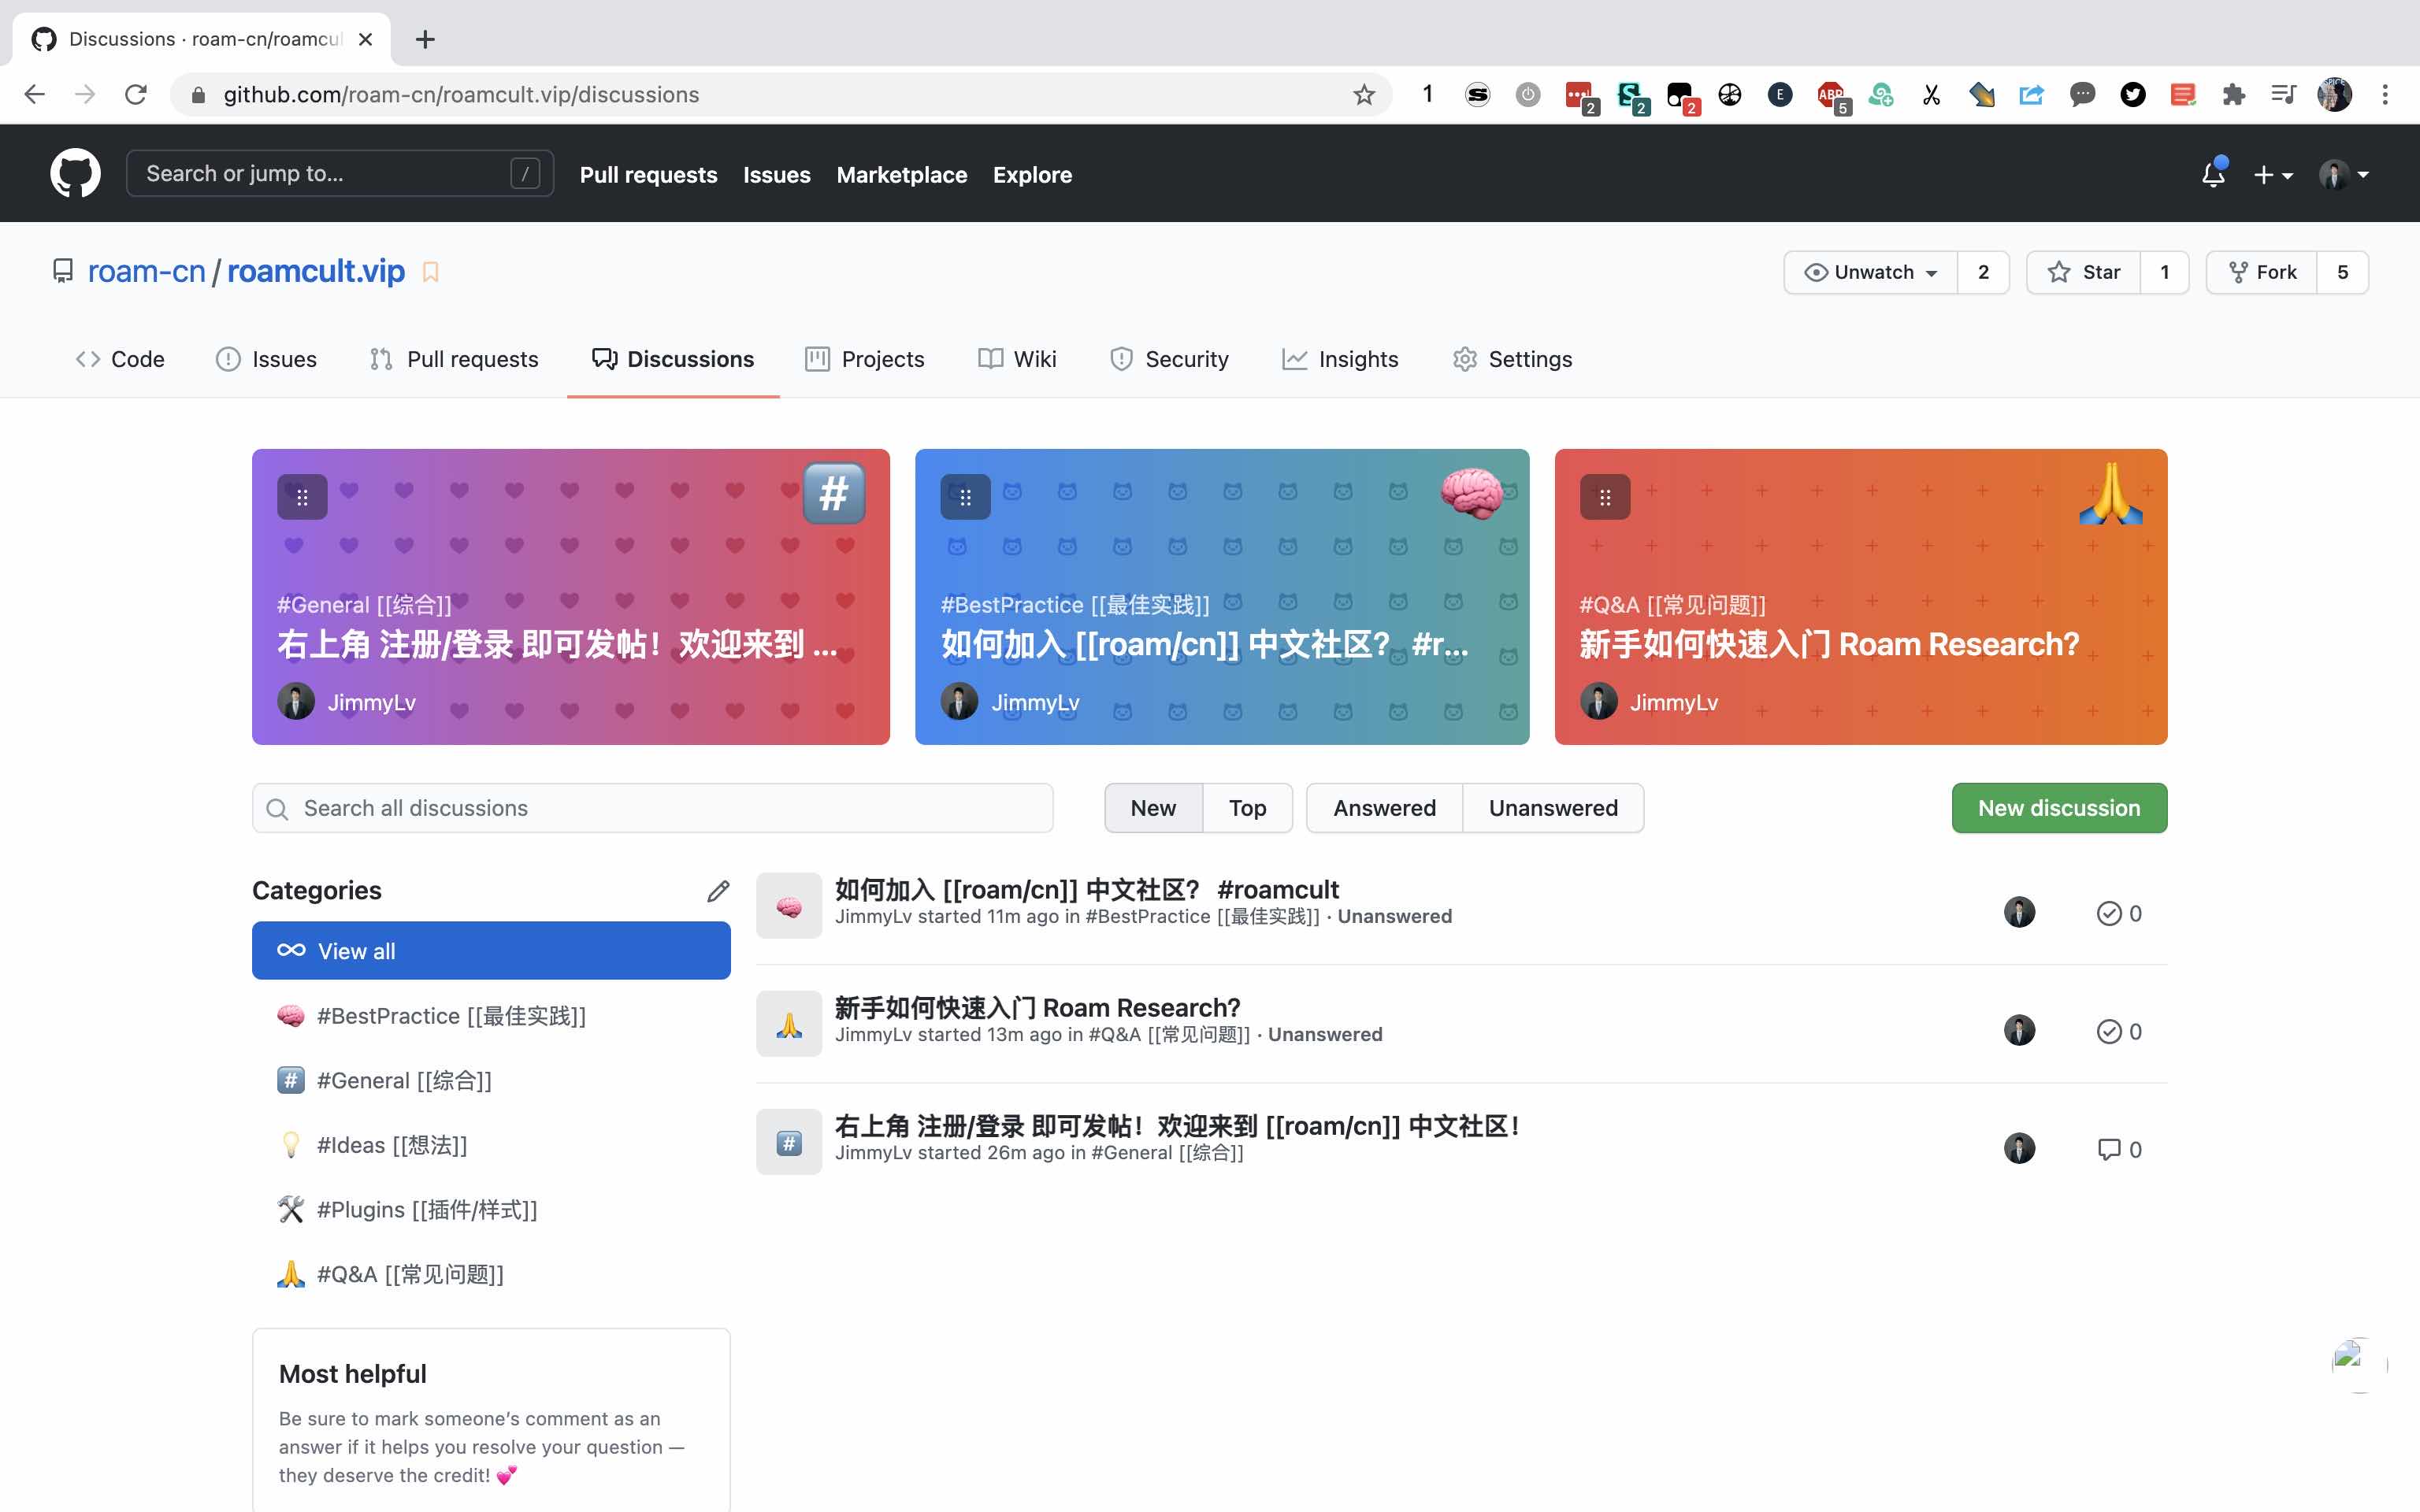 Discussions · roam-cn/roamcul
github.com/roam-cn/roamcult.vip/discussions
1
2
2
2
E
ABP
5
Search or jump to...
/
Pull requests
Issues
Marketplace
Explore
roam-cn / roamcult.vip
Unwatch
2
Star
1
Fork
5
Code
Issues
Pull requests
Discussions
Projects
Wiki
Security
Insights
Settings
#
#General [[综合]]
右上角 注册/登录 即可发帖！欢迎来到 ...
JimmyLv
#BestPractice [[最佳实践]]
如何加入 [[roam/cn]] 中文社区？ #r...
JimmyLv
#Q&A [[常见问题]]
新手如何快速入门 Roam Research?
JimmyLv
Search all discussions
New
Top
Answered
Unanswered
New discussion
Categories
View all
#BestPractice [[最佳实践]]
#
#General [[综合]]
#Ideas [[想法]]
#Plugins [[插件/样式]]
#Q&A [[常见问题]]
如何加入 [[roam/cn]] 中文社区？ #roamcult
JimmyLv started 11m ago in #BestPractice [[最佳实践]] · Unanswered
0
新手如何快速入门 Roam Research?
JimmyLv started 13m ago in #Q&A [[常见问题]] · Unanswered
0
#
右上角 注册/登录 即可发帖！欢迎来到 [[roam/cn]] 中文社区！
JimmyLv started 26m ago in #General [[综合]]
0
Most helpful
Be sure to mark someone’s comment as an
answer if it helps you resolve your question —
they deserve the credit! 💕